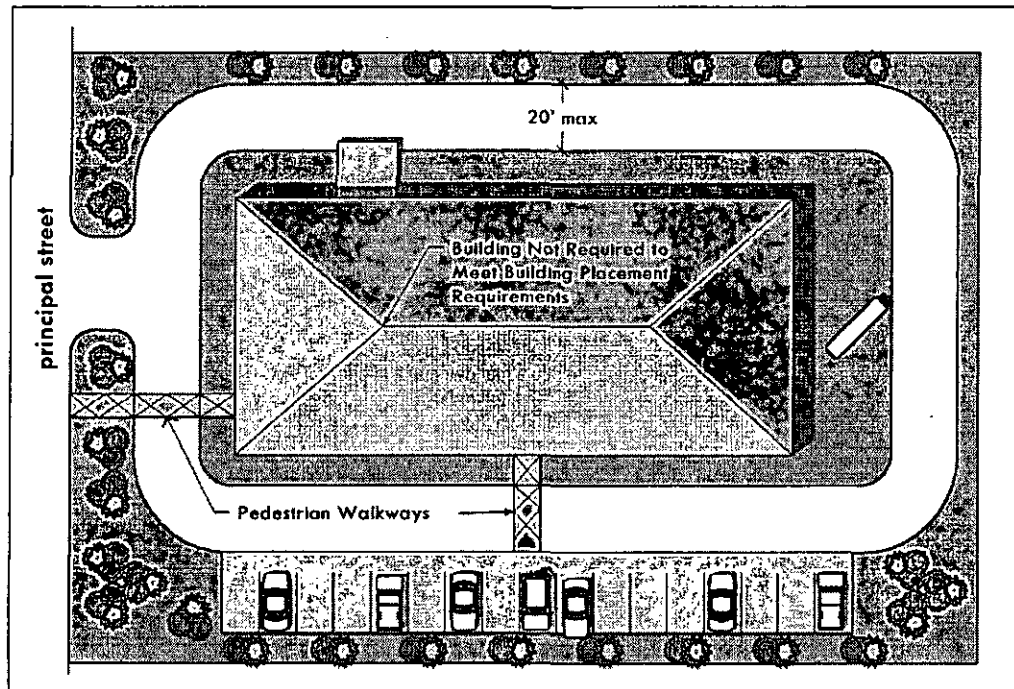 20' max
principal street
Building Not Required to
Meet Building Placement
Requirements
Pedestrian Walkways